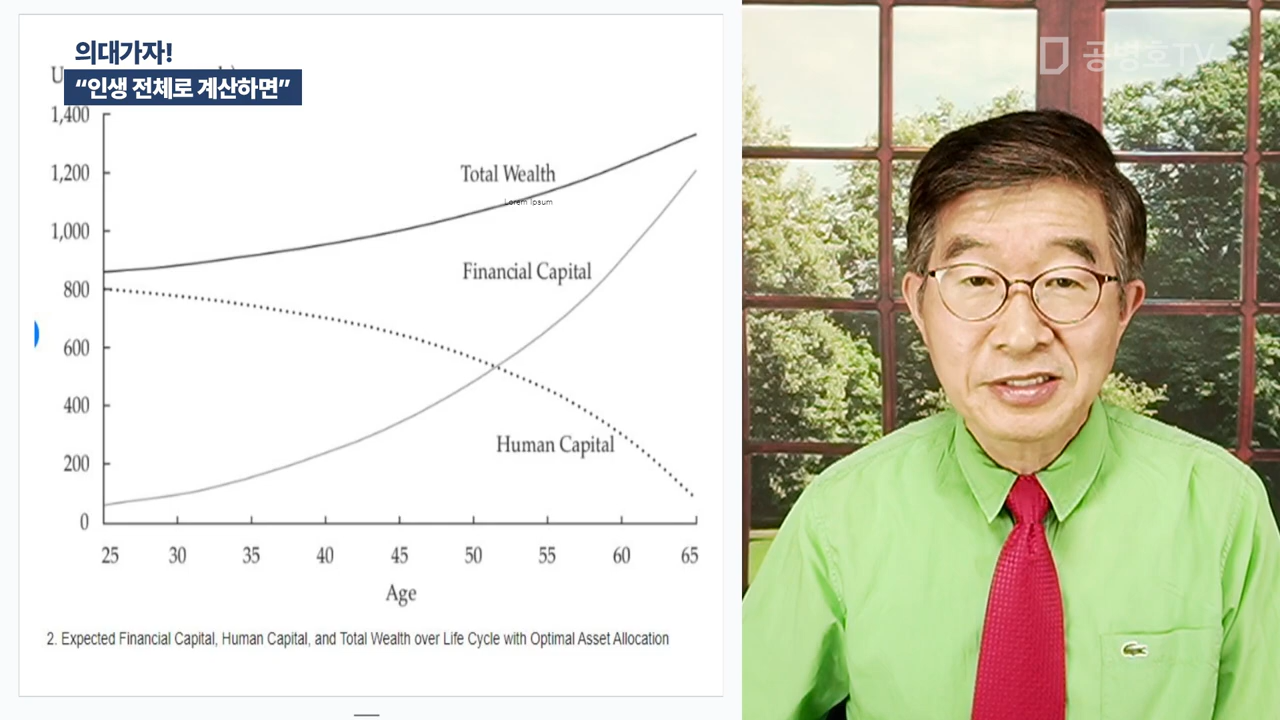 의대가자!
“인생 전체로 계산하면”
1,400
1,200
1,000
800
600
400
200
0
Total Wealth
Lorem Ipsum
Financial Capital
Human Capital
25 30 35 40 45 50 55 60 65
Age
2. Expected Financial Capital, Human Capital, and Total Wealth over Life Cycle with Optimal Asset Allocation
공병호TV